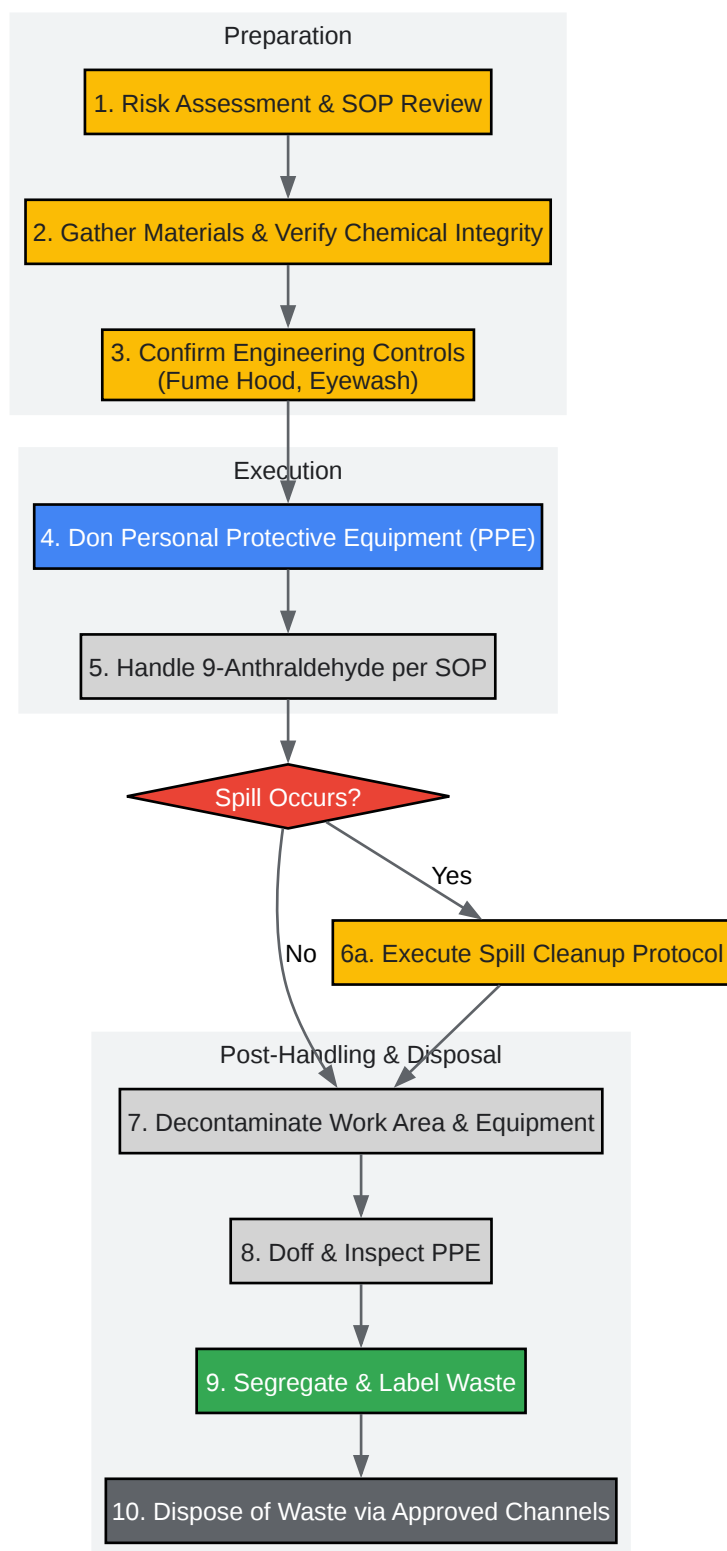 Preparation
1. Risk Assessment & SOP Review
2. Gather Materials & Verify Chemical Integrity
3. Confirm Engineering Controls
(Fume Hood, Eyewash)
Execution
4. Don Personal Protective Equipment (PPE)
5. Handle 9-Anthraldehyde per SOP
Spill Occurs?
Yes
No
6a. Execute Spill Cleanup Protocol
Post-Handling & Disposal
7. Decontaminate Work Area & Equipment
8. Doff & Inspect PPE
9. Segregate & Label Waste
10. Dispose of Waste via Approved Channels